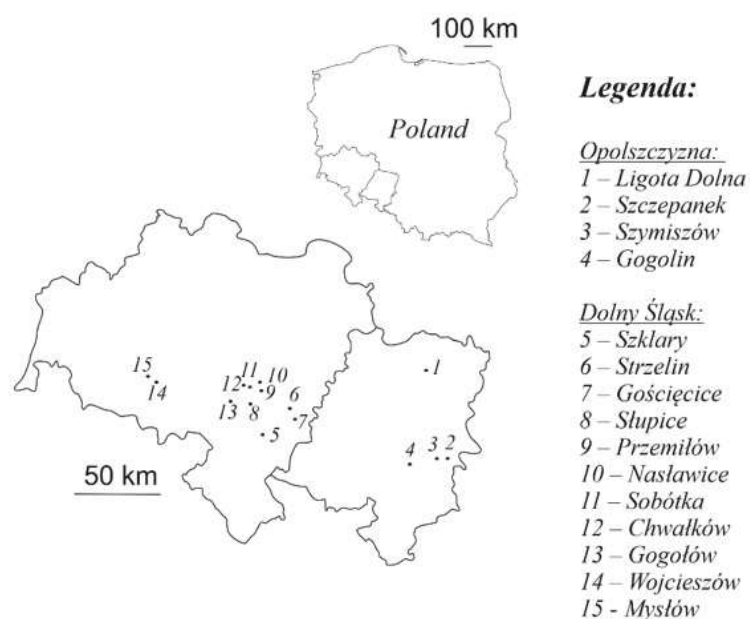 100 km
Poland
Legenda:
Opolszczyzna:
1 – Ligota Dolna
2 – Szczepanek
3 – Szymiszów
4 – Gogolin
Dolny Śląsk:
5 – Szklary
6 – Strzelin
7 – Gościęcice
8 – Słupice
9 – Przemiłów
10 – Nasławice
11 – Sobótka
12 – Chwałków
13 – Gogołów
14 – Wojcieszów
15 - Mysłów
15
14
11
10
12
9
13
8
6
7
5
1
4
3
2
50 km